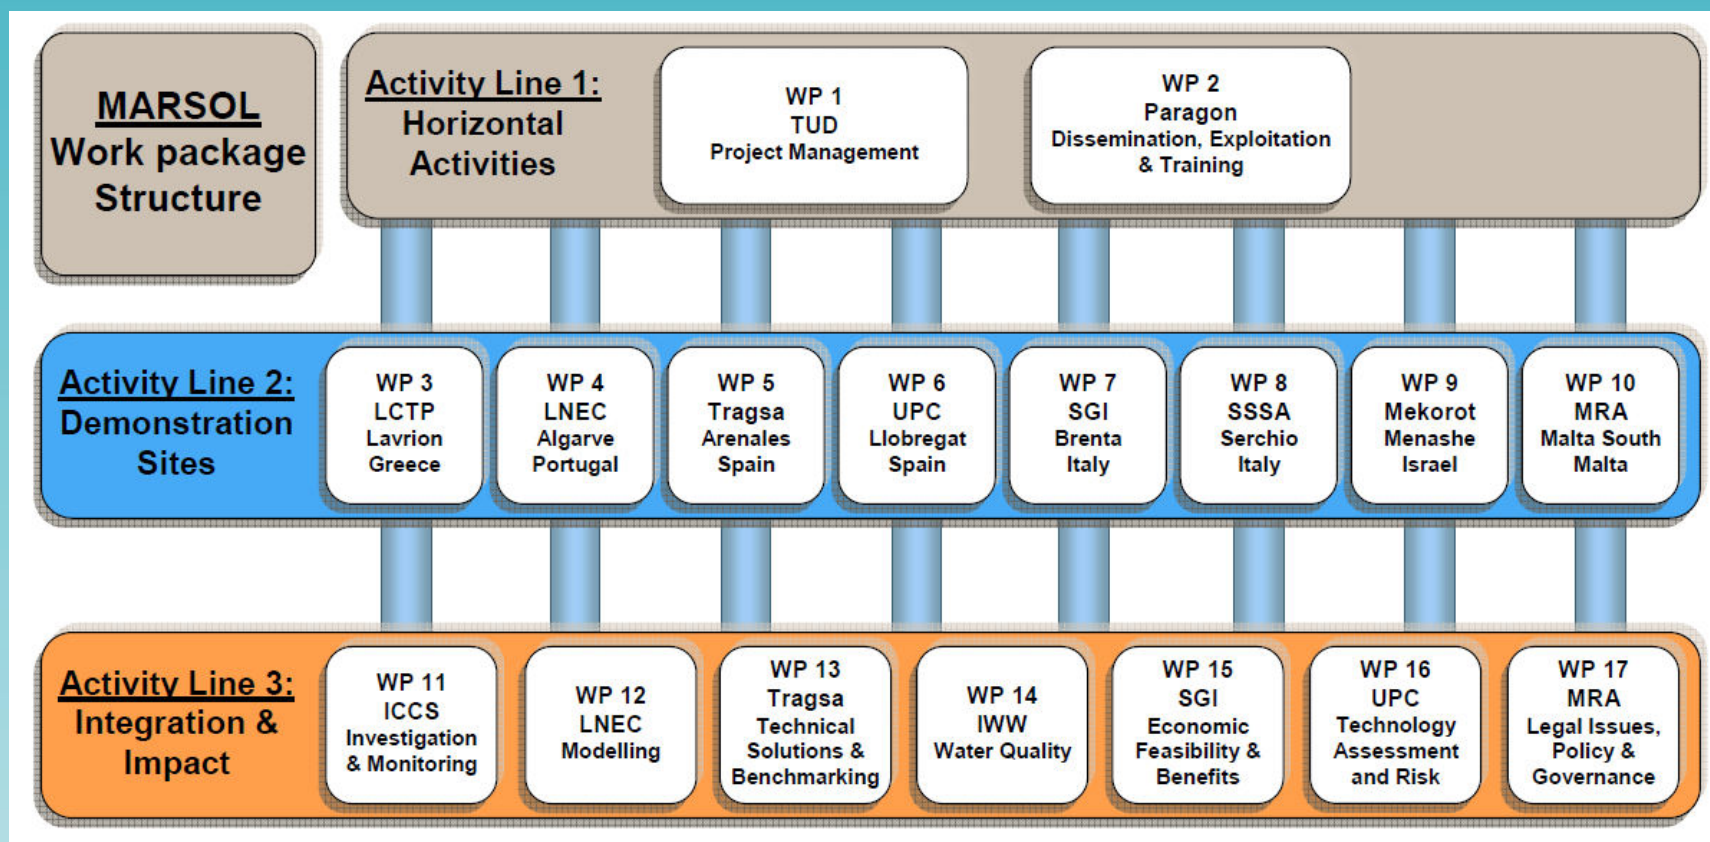 MARSOL
Work package
Structure
Activity Line 1:
Horizontal
Activities
WP 1
TUD
Project Management
WP 2
Paragon
Dissemination, Exploitation
& Training
Activity Line 2:
Demonstration
Sites
WP 3
LCTP
Lavrion
Greece
WP 4
LNEC
Algarve
Portugal
WP 5
Tragsa
Arenales
Spain
WP 6
UPC
Llobregat
Spain
WP 7
SGI
Brenta
Italy
WP 8
SSSA
Serchio
Italy
WP 9
Mekorot
Menashe
Israel
WP 10
MRA
Malta South
Malta
Activity Line 3:
Integration &
Impact
WP 11
ICCS
Investigation
& Monitoring
WP 12
LNEC
Modelling
WP 13
Tragsa
Technical
Solutions &
Benchmarking
WP 14
IWW
Water Quality
WP 15
SGI
Economic
Feasibility &
Benefits
WP 16
UPC
Technology
Assessment
and Risk
WP 17
MRA
Legal Issues,
Policy &
Governance